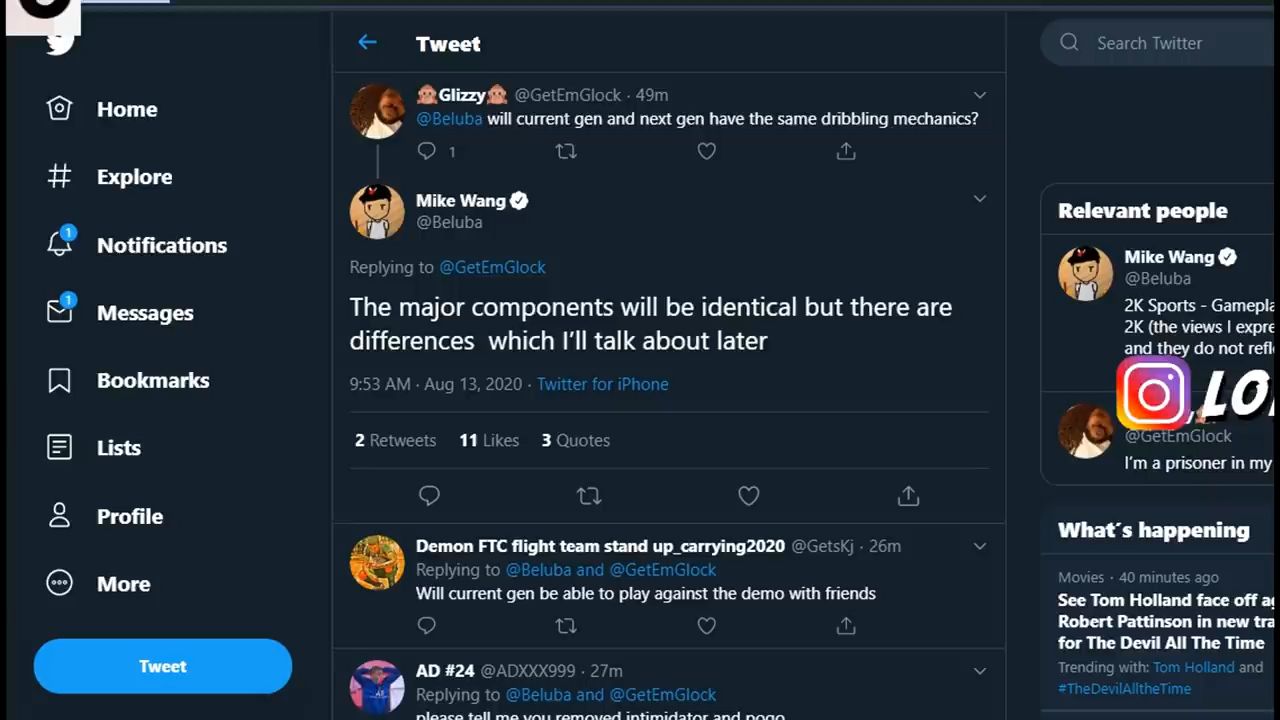 Home
Explore
Notifications
1
Messages
1
Bookmarks
Lists
Profile
More
Tweet
Tweet
Glizzy @GetEmGlock · 49m
@Beluba will current gen and next gen have the same dribbling mechanics?
1
Mike Wang
@Beluba
Replying to @GetEmGlock
The major components will be identical but there are
differences which I’ll talk about later
9:53 AM · Aug 13, 2020 · Twitter for iPhone
2 Retweets 11 Likes 3 Quotes
Demon FTC flight team stand up_carrying2020 @GetsKj · 26m
Replying to @Beluba and @GetEmGlock
Will current gen be able to play against the demo with friends
AD #24 @ADXXX999 · 27m
Replying to @Beluba and @GetEmGlock
please tell me you removed intimidator and pogo
Search Twitter
Relevant people
Mike Wang
@Beluba
2K Sports - Gamepla
2K (the views I expre
and they do not refl
LO
@GetEmGlock
I’m a prisoner in my
What’s happening
Movies · 40 minutes ago
See Tom Holland face off ag
Robert Pattinson in new tra
for The Devil All The Time
Trending with: Tom Holland and
#TheDevilAlltheTime